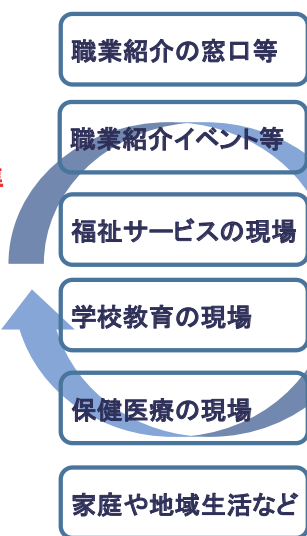 職業紹介の窓口等
職業紹介イベント等
福祉サービスの現場
学校教育の現場
保健医療の現場
家庭や地域生活など